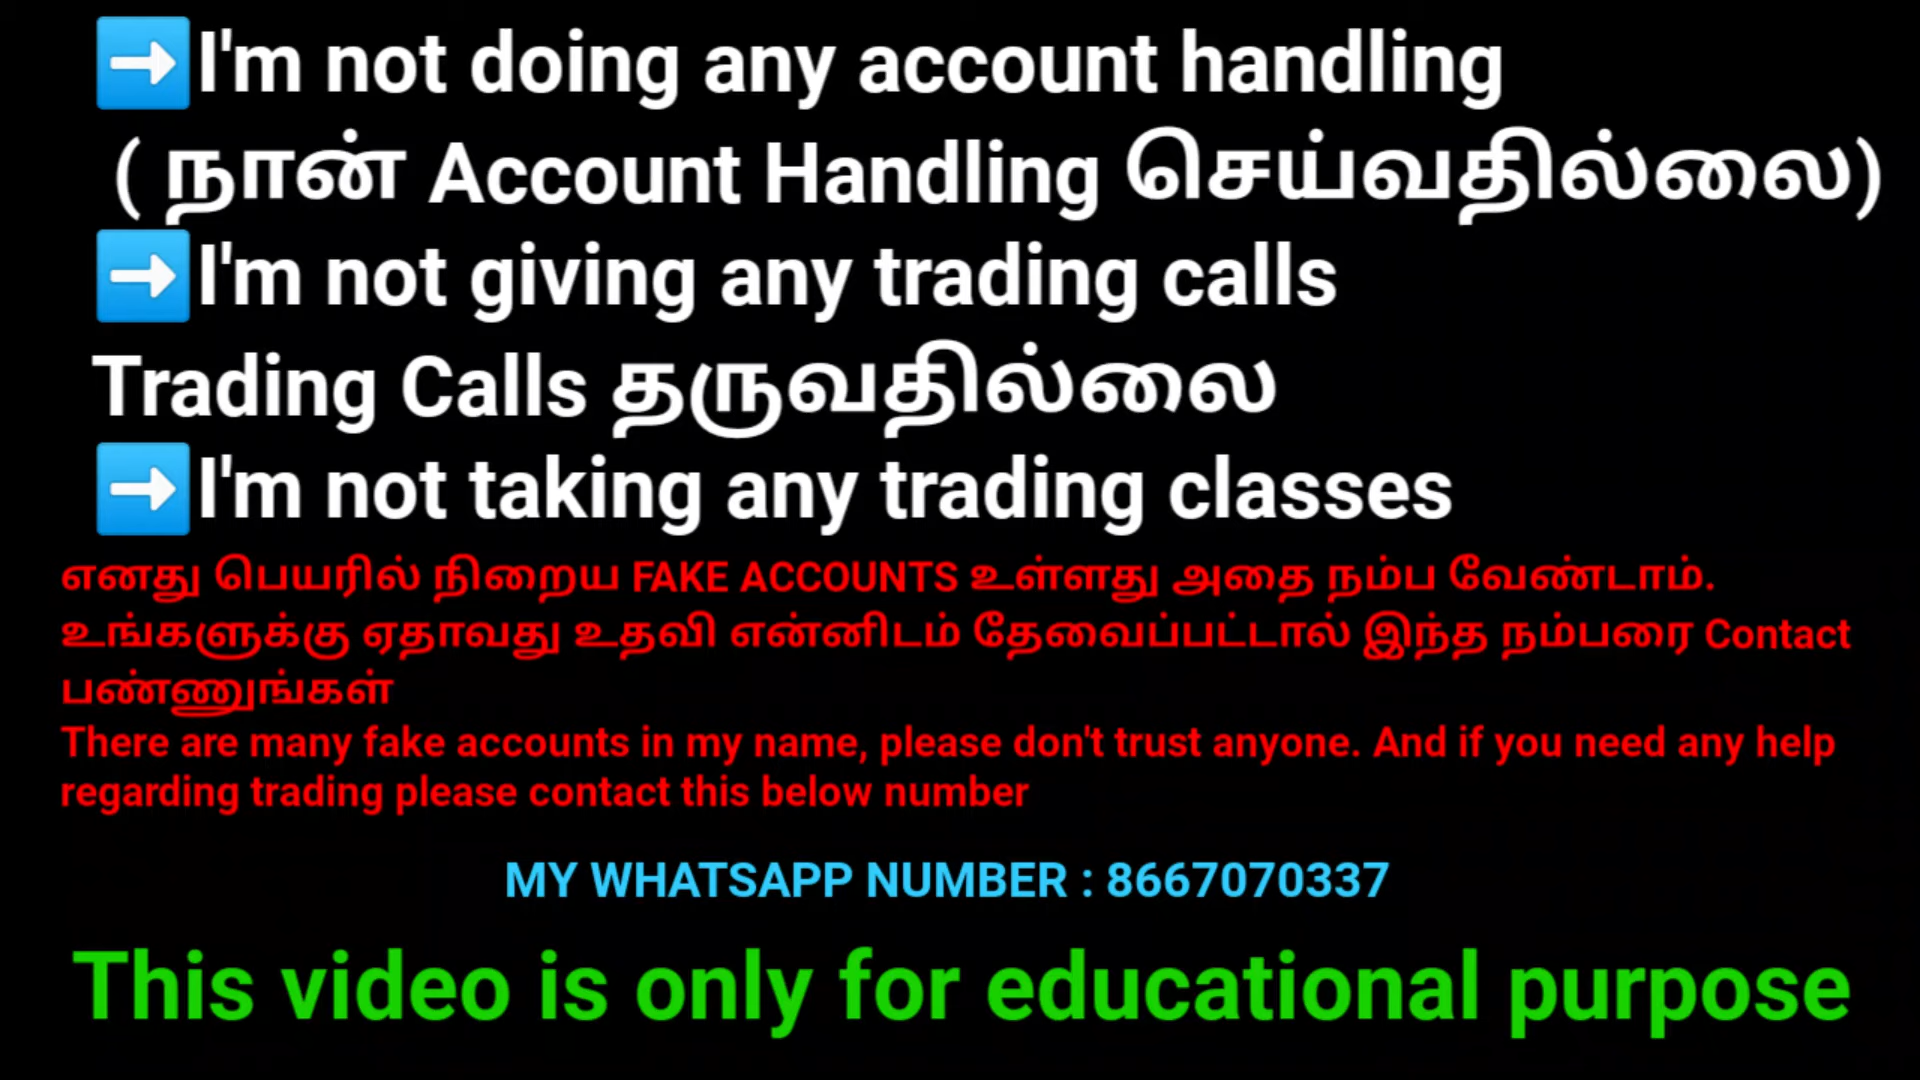 ➡️I'm not doing any account handling
( நான் Account Handling செய்வதில்லை)
➡️I'm not giving any trading calls
Trading Calls தருவதில்லை
➡️I'm not taking any trading classes
எனது பெயரில் நிறைய FAKE ACCOUNTS உள்ளது அதை நம்ப வேண்டாம்.
உங்களுக்கு ஏதாவது உதவி என்னிடம் தேவைப்பட்டால் இந்த நம்பரை Contact
பண்ணுங்கள்
There are many fake accounts in my name, please don't trust anyone. And if you need any help
regarding trading please contact this below number
MY WHATSAPP NUMBER : 8667070337
This video is only for educational purpose